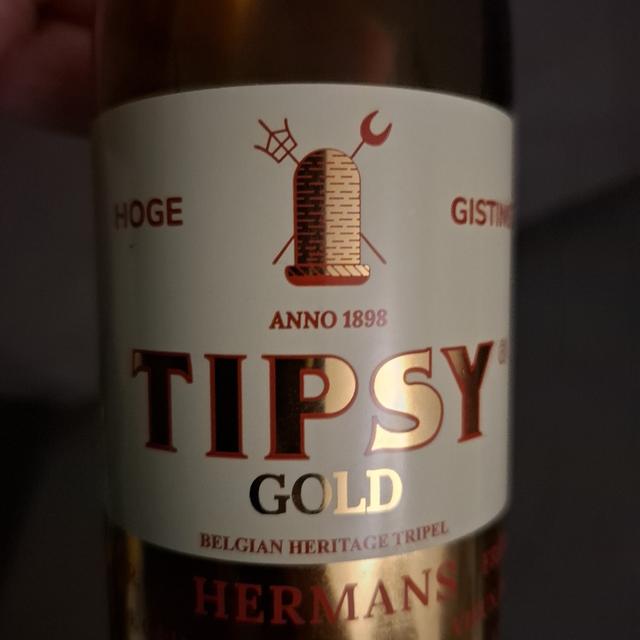 HOGE
GISTING
ANNO 1898
TIPSY
GOLD
BELGIAN HERITAGE TRIPEL
HERMANS